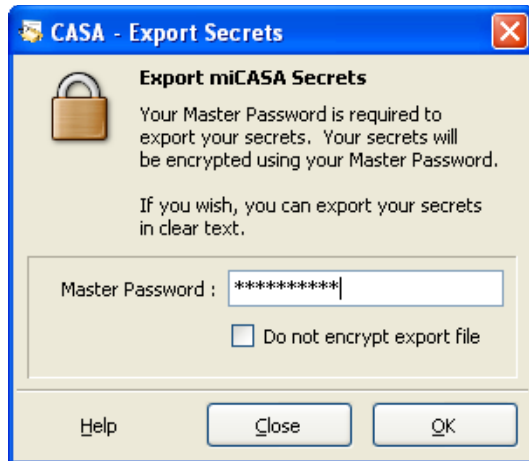 CASA - Export Secrets
Export miCASA Secrets
Your Master Password is required to
export your secrets. Your secrets will
be encrypted using your Master Password.
If you wish, you can export your secrets
in clear text.
Master Password : **********
Do not encrypt export file
Help Close OK